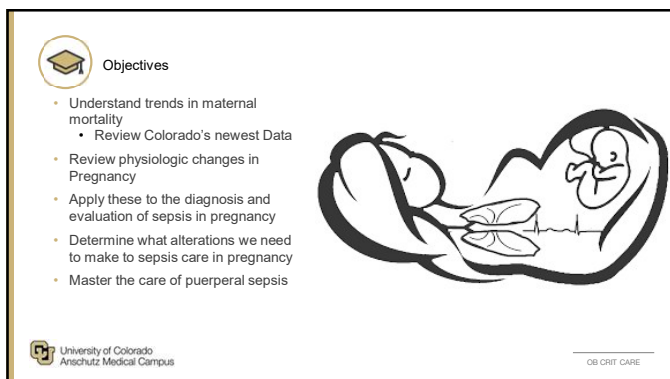 Objectives
• Understand trends in maternal
mortality
• Review Colorado's newest Data
• Review physiologic changes in
Pregnancy
• Apply these to the diagnosis and
evaluation of sepsis in pregnancy
• Determine what alterations we need
to make to sepsis care in pregnancy
• Master the care of puerperal sepsis
University of Colorado
Anschutz Medical Campus
OB CRIT CARE